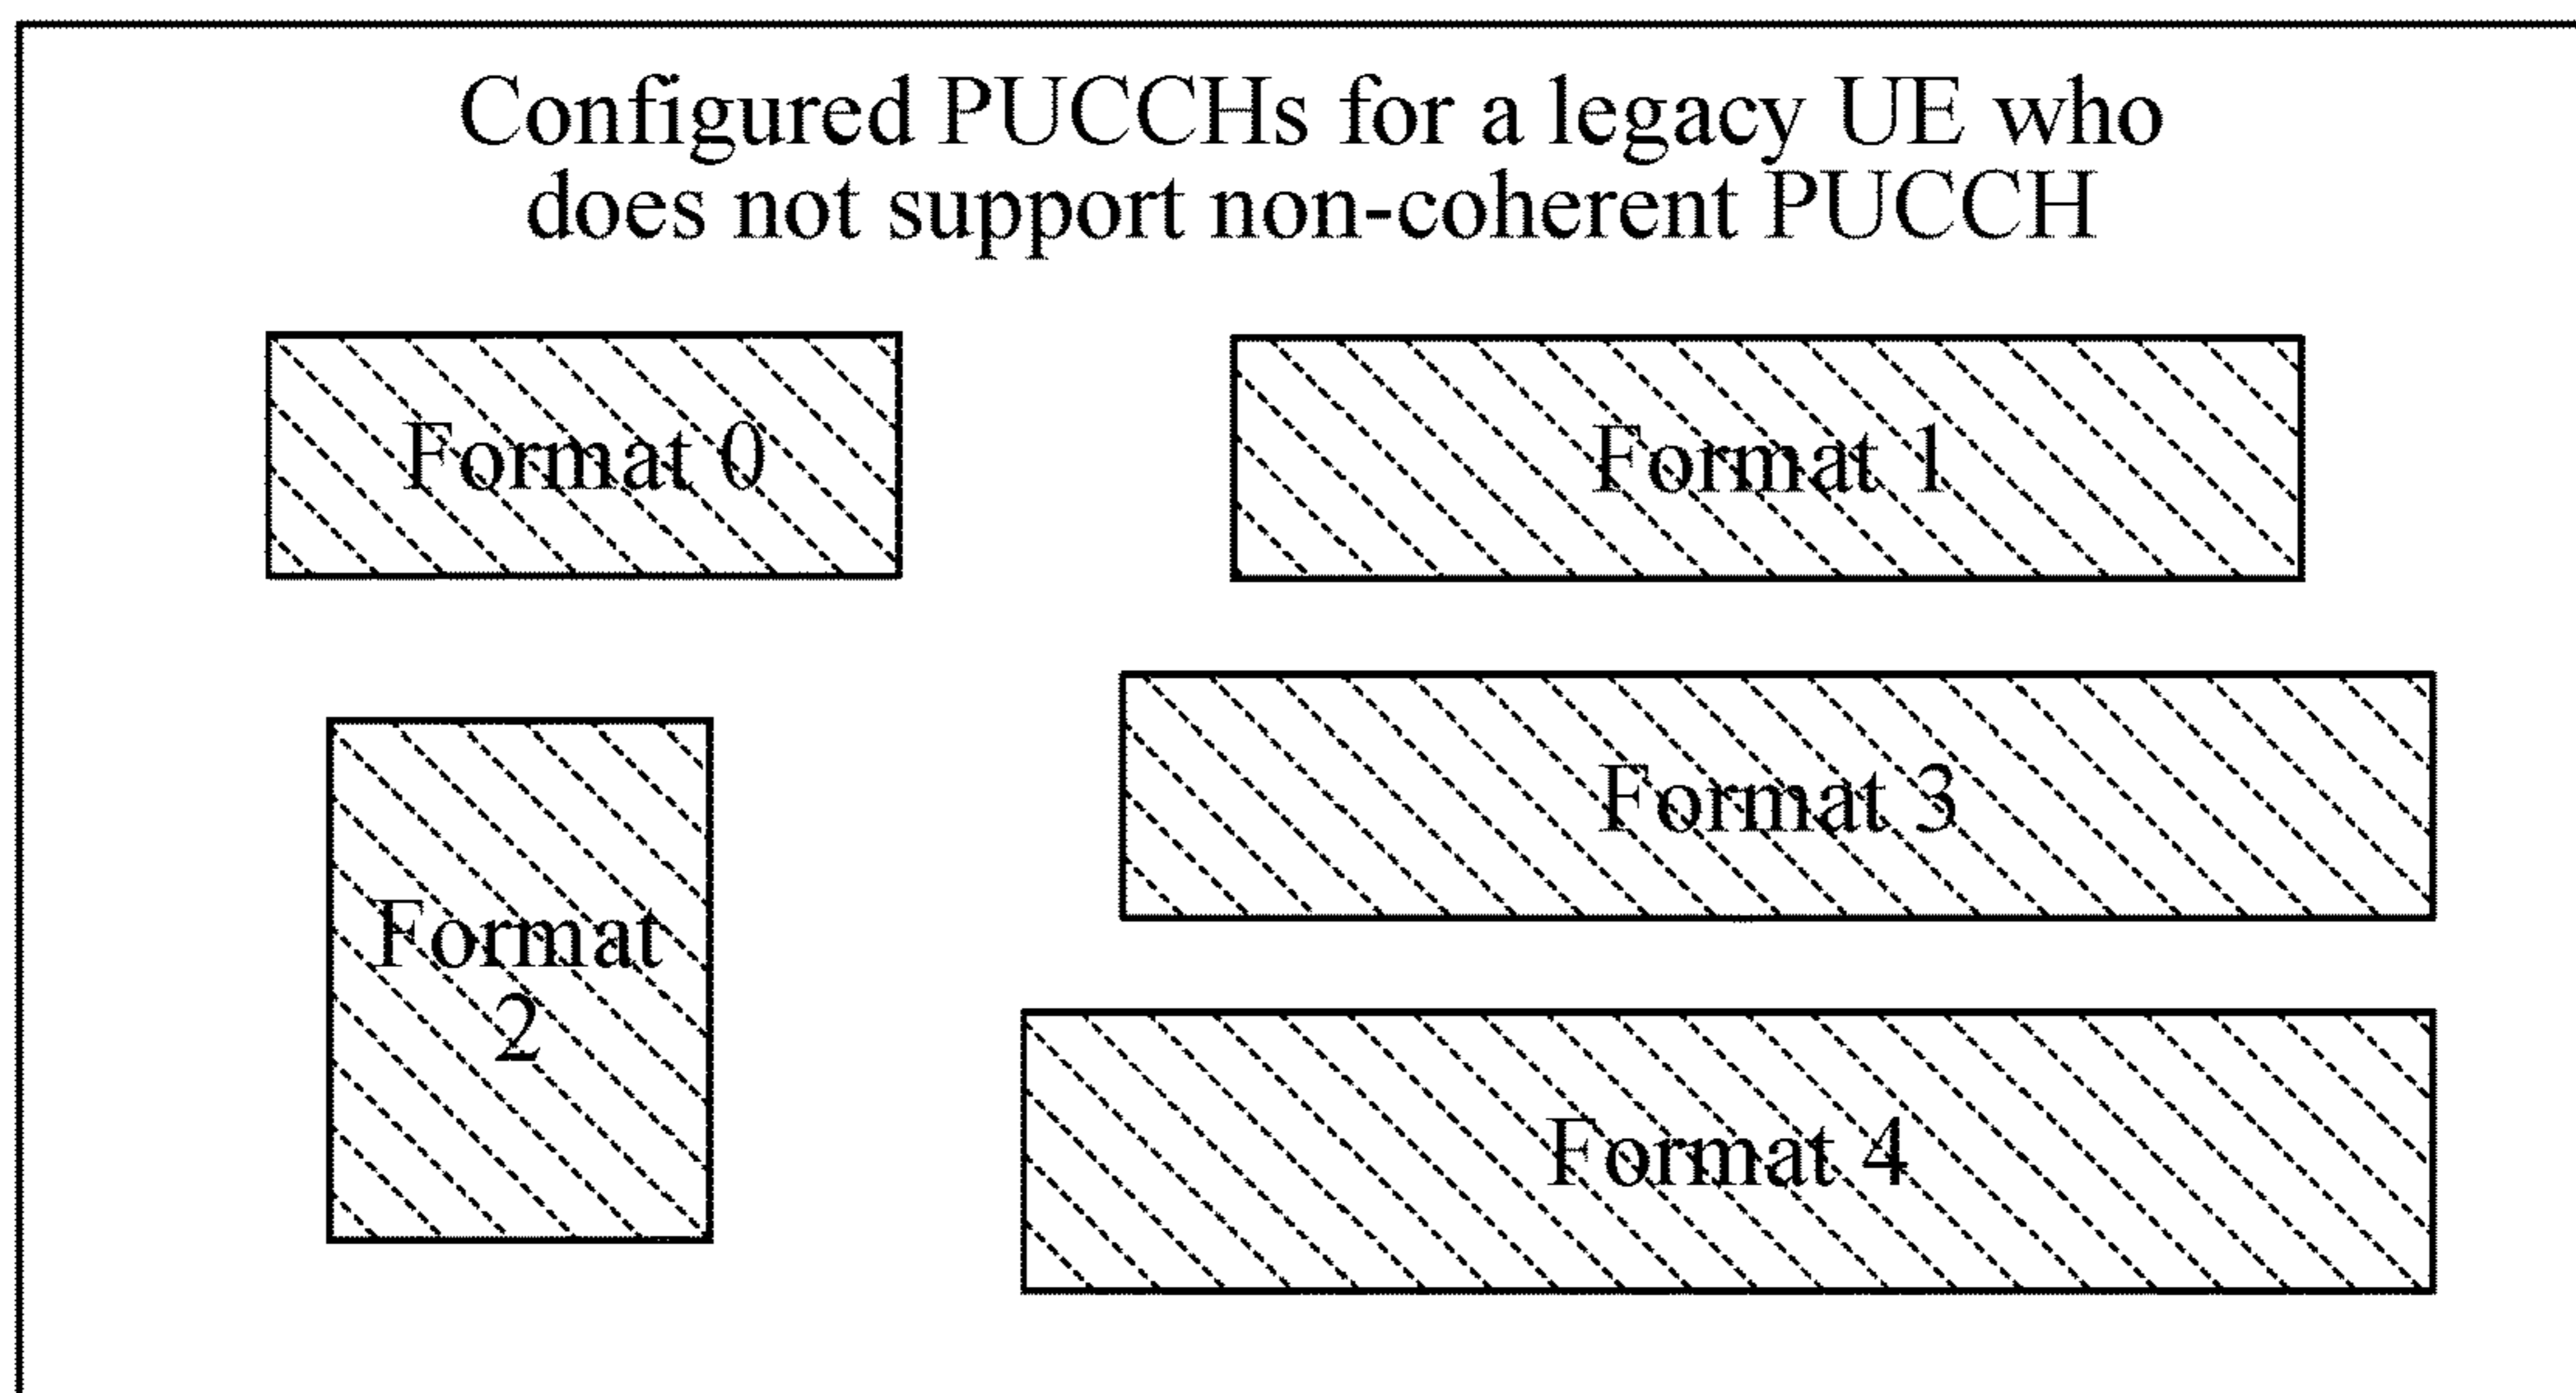 Configured PUCCHs for a legacy UE who
does not support non-coherent PUCCH
Format 0
Format 1
Format 3
Format
2
Format 4